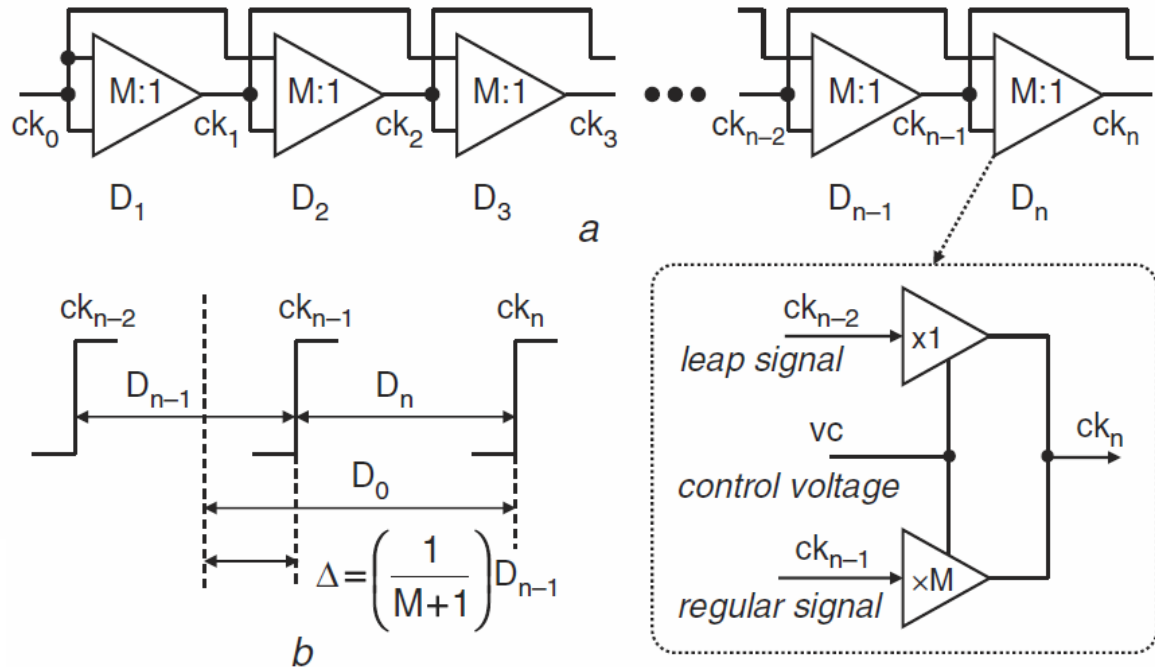 M:1 M:1 M:1 M:1 M:1
ck0 ck1 ck2 ck3 ckn−2 ckn−1 ckn
D1 D2 D3 Dn−1 Dn
a
ckn−2 ckn−1 ckn
Dn−1 Dn
D0
Δ=(1/(M+1))Dn−1
b
ckn−2
x1
leap signal
vc
ckn
control voltage
ckn−1
×M
regular signal